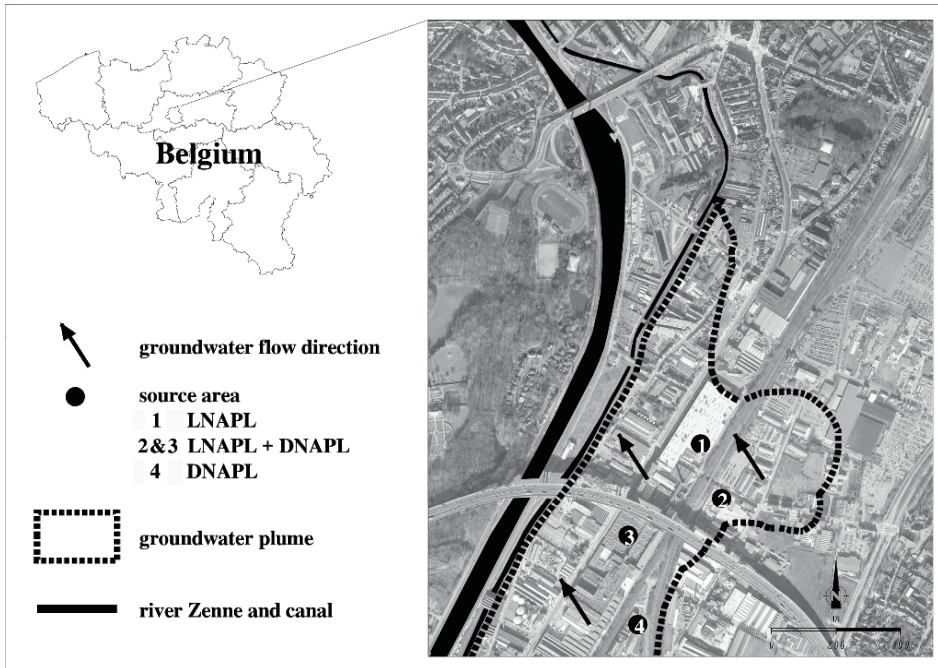 Belgium
groundwater flow direction
source area
1 LNAPL
2&3 LNAPL + DNAPL
4 DNAPL
groundwater plume
river Zenne and canal
1
2
3
4
N
m
0